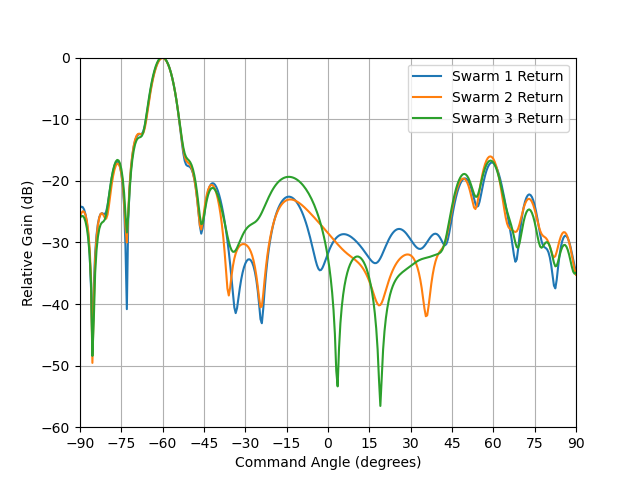 0
−10
−20
−30
−40
−50
−60
Relative Gain (dB)
Swarm 1 Return
Swarm 2 Return
Swarm 3 Return
−90 −75 −60 −45 −30 −15 0 15 30 45 60 75 90
Command Angle (degrees)